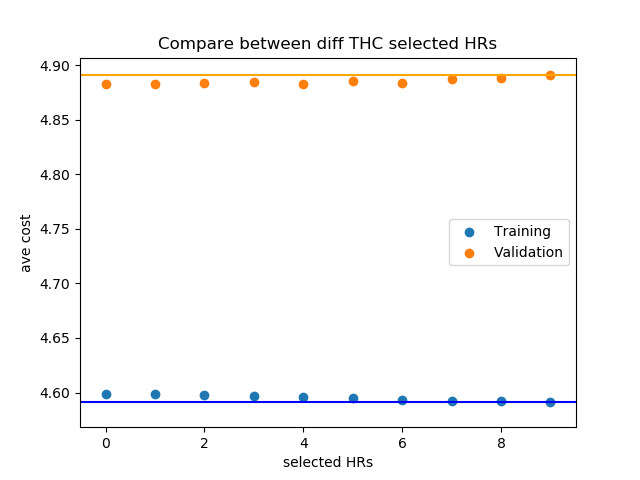 Compare between diff THC selected HRs
4.90
4.85
4.80
4.75
4.70
4.65
4.60
ave cost
Training
Validation
0 2 4 6 8
selected HRs